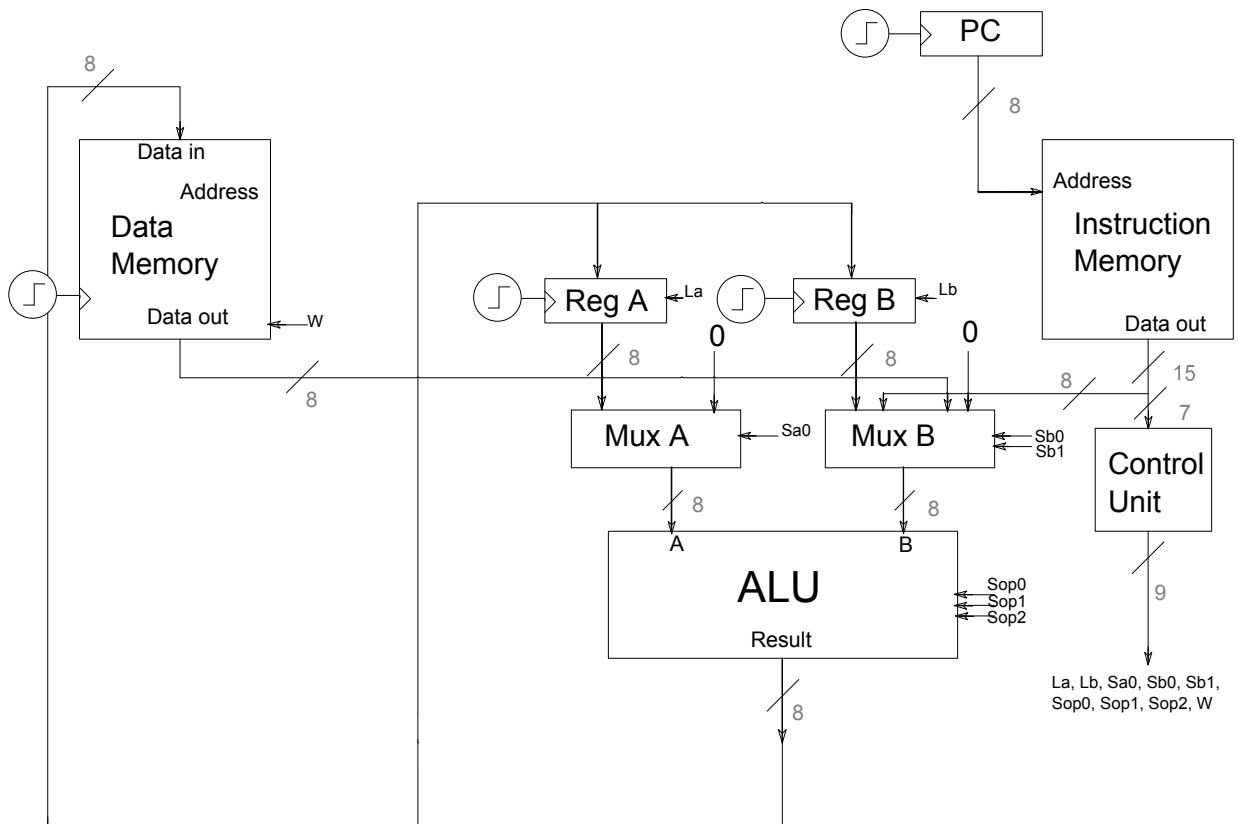 PC
8
8
Data in
Address
Data
Memory
Data out
W
8
Address
Instruction
Memory
Data out
Reg A
La
Reg B
Lb
0
0
8
8
8
15
7
Mux A
Sa0
Mux B
Sb0
Sb1
Control
Unit
8
8
A
B
ALU
Result
Sop0
Sop1
Sop2
9
8
La, Lb, Sa0, Sb0, Sb1,
Sop0, Sop1, Sop2, W